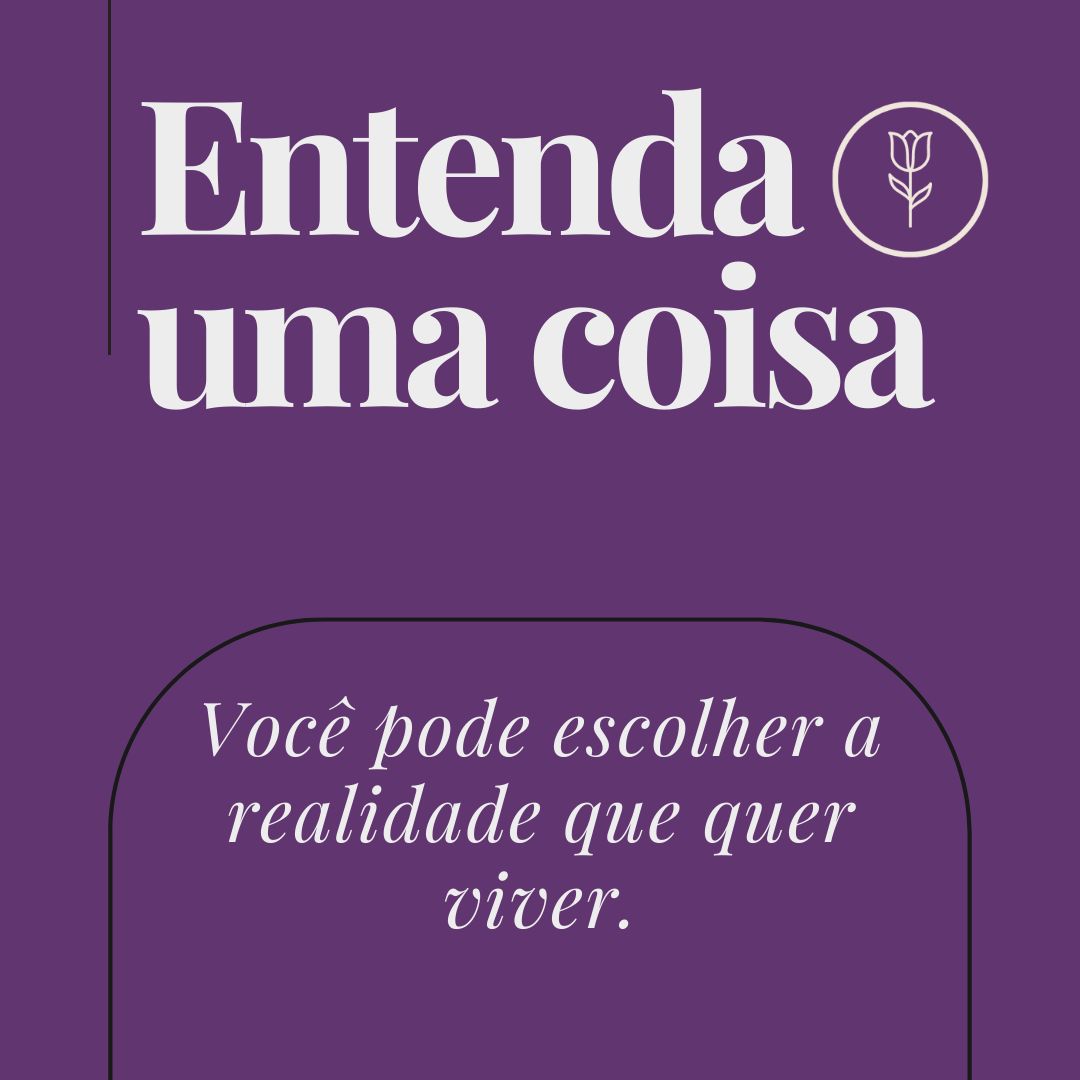 Entenda
uma coisa
Você pode escolher a
realidade que quer
viver.